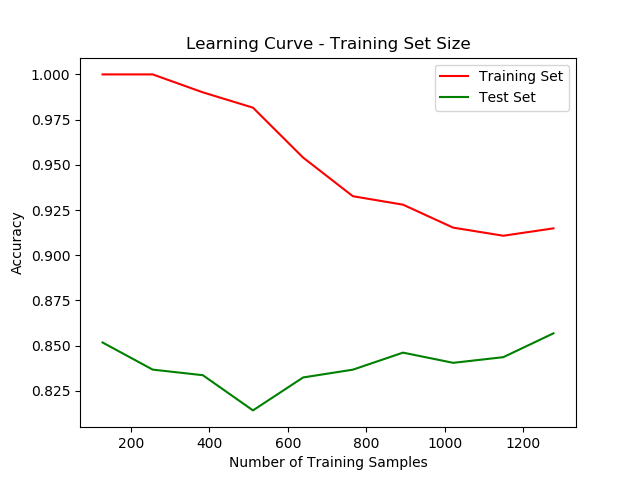 Learning Curve - Training Set Size
Training Set
Test Set
1.000
0.975
0.950
0.925
0.900
0.875
0.850
0.825
Accuracy
200
400
600
800
1000
1200
Number of Training Samples